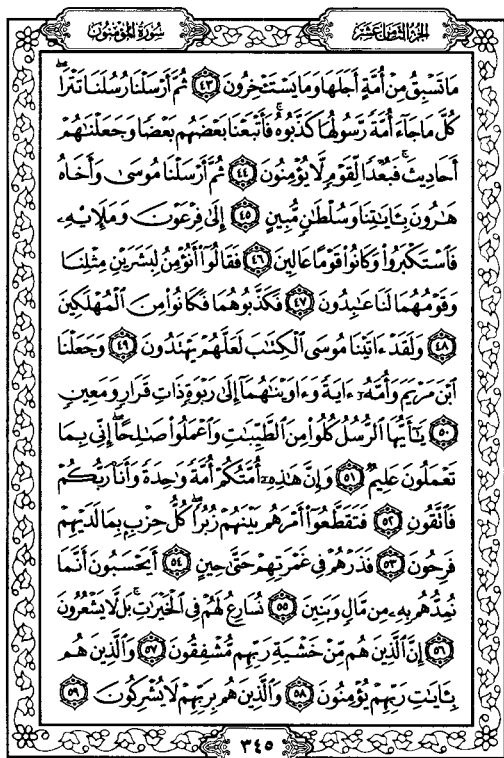 سورة المؤمنون
الجزء الثامن عشر
مَا تَسْبِقُ مِنْ أُمَّةٍ أَجَلَهَا وَمَا يَسْتَـْٔخِرُونَ ٤٣ ثُمَّ أَرْسَلْنَا رُسُلَنَا تَتْرَا ۖ
كُلَّ مَا جَآءَ أُمَّةً رَّسُولُهَا كَذَّبُوهُ ۚ فَأَتْبَعْنَا بَعْضَهُم بَعْضًا وَجَعَلْنَٰهُمْ
أَحَادِيثَ ۚ فَبُعْدًا لِّقَوْمٍ لَّا يُؤْمِنُونَ ٤٤ ثُمَّ أَرْسَلْنَا مُوسَىٰ وَأَخَاهُ
هَٰرُونَ بِـَٔايَٰتِنَا وَسُلْطَٰنٍ مُّبِينٍ ٤٥ إِلَىٰ فِرْعَوْنَ وَمَلَإِي۟هِۦ
فَٱسْتَكْبَرُوا۟ وَكَانُوا۟ قَوْمًا عَالِينَ ٤٦ فَقَالُوٓا۟ أَنُؤْمِنُ لِبَشَرَيْنِ مِثْلِنَا
وَقَوْمُهُمَا لَنَا عَٰبِدُونَ ٤٧ فَكَذَّبُوهُمَا فَكَانُوا۟ مِنَ ٱلْمُهْلَكِينَ
٤٨ وَلَقَدْ ءَاتَيْنَا مُوسَى ٱلْكِتَٰبَ لَعَلَّهُمْ يَهْتَدُونَ ٤٩ وَجَعَلْنَا
ٱبْنَ مَرْيَمَ وَأُمَّهُۥٓ ءَايَةً وَءَاوَيْنَٰهُمَآ إِلَىٰ رَبْوَةٍ ذَاتِ قَرَارٍ وَمَعِينٍ
٥٠ يَٰٓأَيُّهَا ٱلرُّسُلُ كُلُوا۟ مِنَ ٱلطَّيِّبَٰتِ وَٱعْمَلُوا۟ صَٰلِحًا ۖ إِنِّى بِمَا
تَعْمَلُونَ عَلِيمٌ ٥١ وَإِنَّ هَٰذِهِۦٓ أُمَّتُكُمْ أُمَّةً وَٰحِدَةً وَأَنَا۠ رَبُّكُمْ
فَٱتَّقُونِ ٥٢ فَتَقَطَّعُوٓا۟ أَمْرَهُم بَيْنَهُمْ زُبُرًا ۖ كُلُّ حِزْبٍۭ بِمَا لَدَيْهِمْ
فَرِحُونَ ٥٣ فَذَرْهُمْ فِى غَمْرَتِهِمْ حَتَّىٰ حِينٍ ٥٤ أَيَحْسَبُونَ أَنَّمَا
نُمِدُّهُم بِهِۦ مِن مَّالٍ وَبَنِينَ ٥٥ نُسَارِعُ لَهُمْ فِى ٱلْخَيْرَٰتِ ۚ بَل لَّا يَشْعُرُونَ
٥٦ إِنَّ ٱلَّذِينَ هُم مِّنْ خَشْيَةِ رَبِّهِم مُّشْفِقُونَ ٥٧ وَٱلَّذِينَ هُم
بِـَٔايَٰتِ رَبِّهِمْ يُؤْمِنُونَ ٥٨ وَٱلَّذِينَ هُم بِرَبِّهِمْ لَا يُشْرِكُونَ ٥٩
٣٤٥